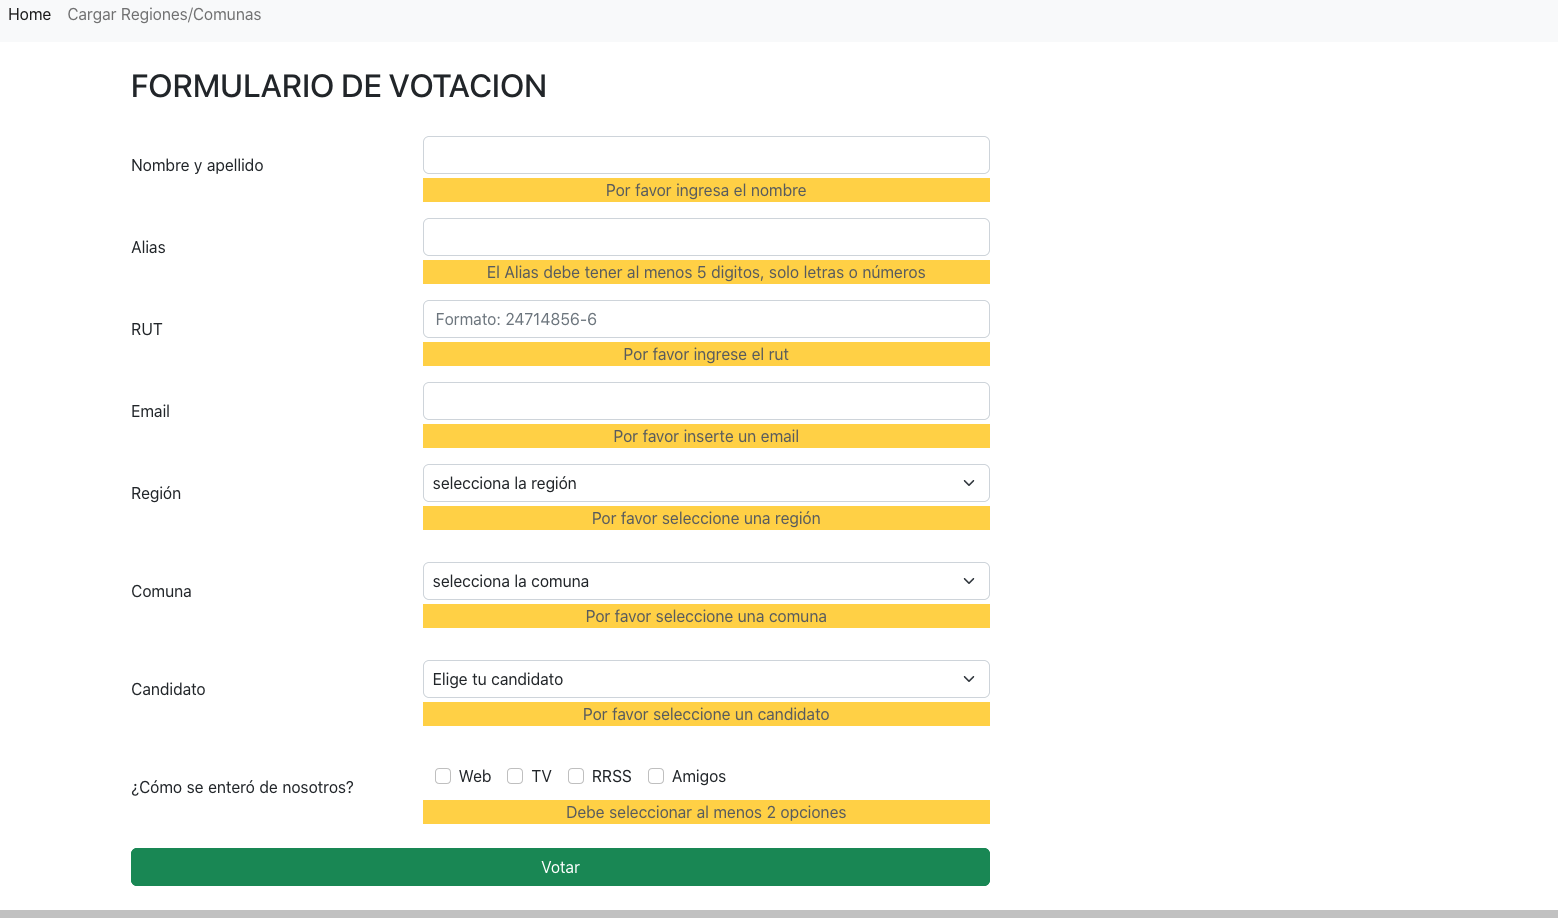 Home Cargar Regiones/Comunas
FORMULARIO DE VOTACION
Nombre y apellido
Por favor ingresa el nombre
Alias
El Alias debe tener al menos 5 digitos, solo letras o números
RUT
Formato: 24714856-6
Por favor ingrese el rut
Email
Por favor inserte un email
Región
selecciona la región
Por favor seleccione una región
Comuna
selecciona la comuna
Por favor seleccione una comuna
Candidato
Elige tu candidato
Por favor seleccione un candidato
¿Cómo se enteró de nosotros?
Web TV RRSS Amigos
Debe seleccionar al menos 2 opciones
Votar